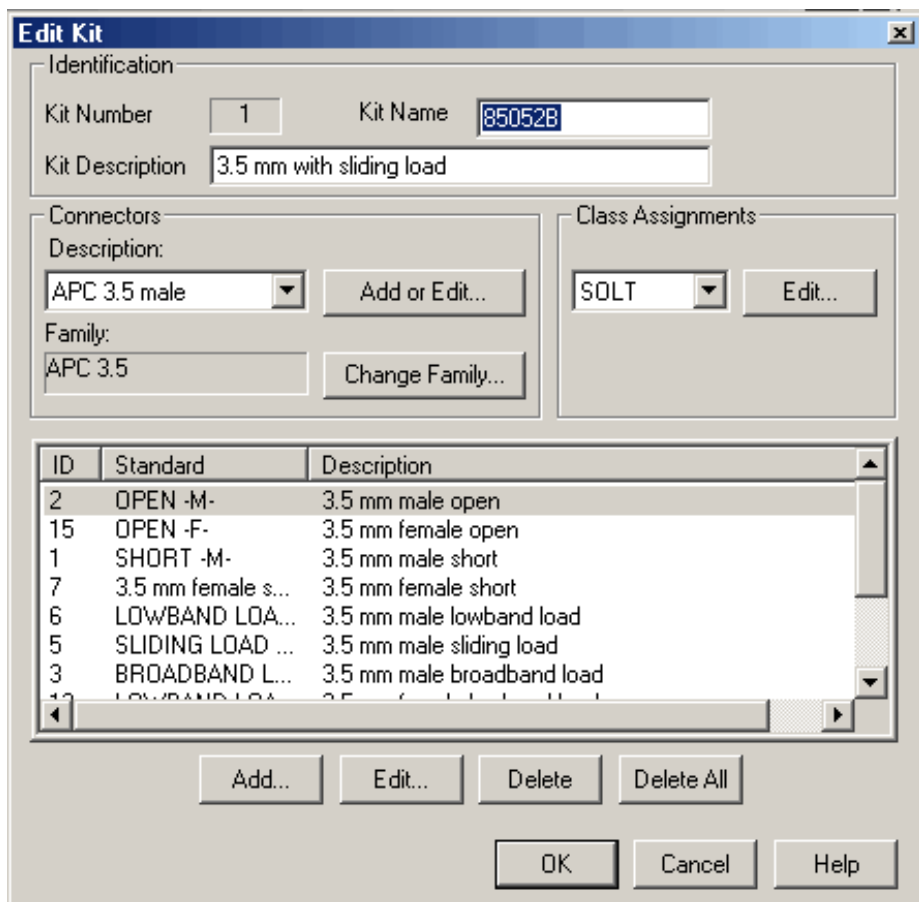 Edit Kit
Identification
Kit Number 1 Kit Name 85052B
Kit Description 3.5 mm with sliding load
Connectors
Description:
APC 3.5 male Add or Edit...
Family:
APC 3.5 Change Family...
Class Assignments
SOLT Edit...
ID Standard Description
2 OPEN -M- 3.5 mm male open
15 OPEN -F- 3.5 mm female open
1 SHORT -M- 3.5 mm male short
7 3.5 mm female s... 3.5 mm female short
6 LOWBAND LOA... 3.5 mm male lowband load
5 SLIDING LOAD ... 3.5 mm male sliding load
3 BROADBAND L... 3.5 mm male broadband load
Add... Edit... Delete Delete All
OK Cancel Help